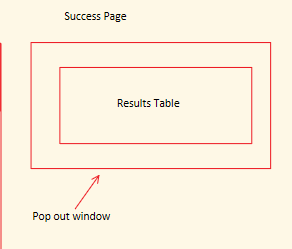 Success Page
Results Table
Pop out window